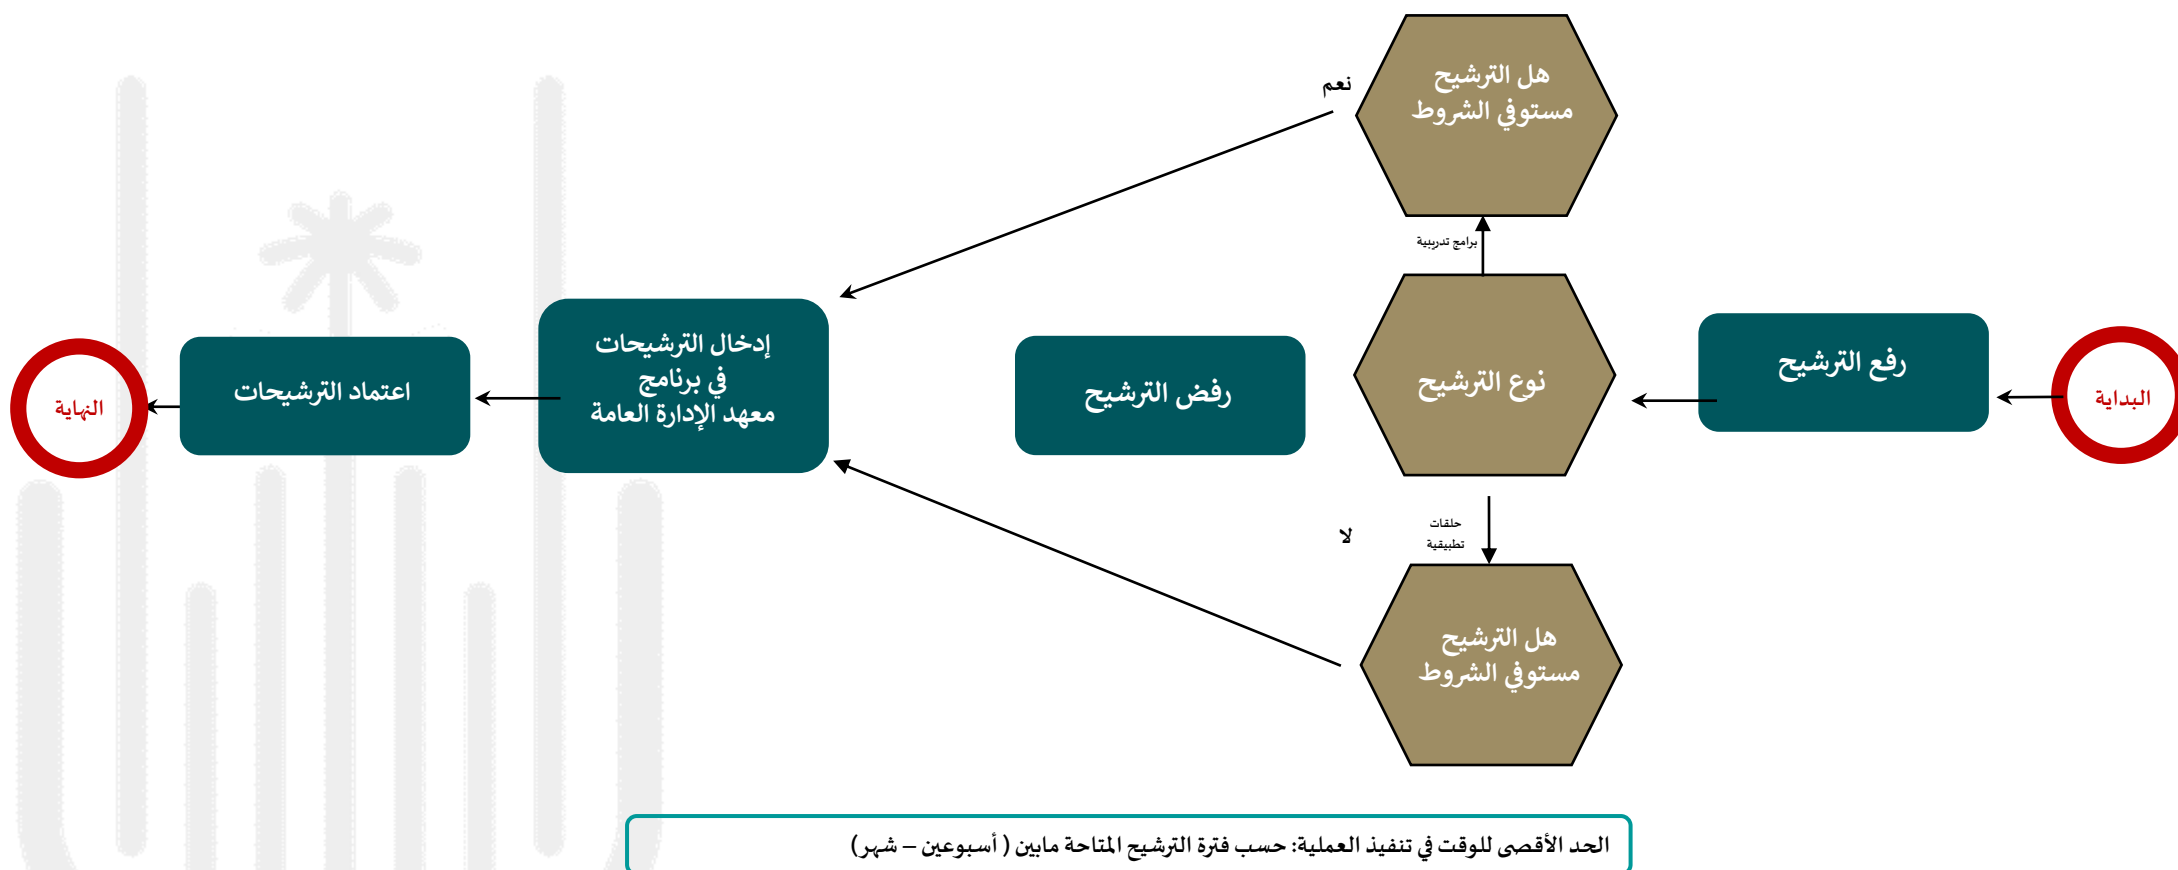 البداية
رفع الترشيح
نوع الترشيح
برامج تدريبية
هل الترشيح
مستوفي الشروط
نعم
حلقات
تطبيقية
هل الترشيح
مستوفي الشروط
لا
رفض الترشيح
إدخال الترشيحات
في برنامج
معهد الإدارة العامة
اعتماد الترشيحات
النهاية
الحد الأقصى للوقت في تنفيذ العملية: حسب فترة الترشيح المتاحة مابين ( أسبوعين – شهر)